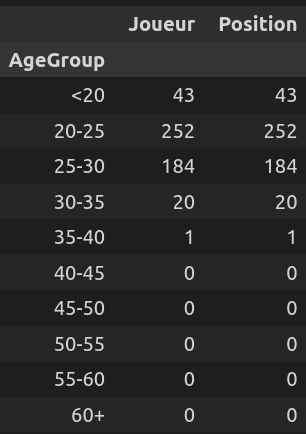 Joueur Position
AgeGroup
<20 43 43
20-25 252 252
25-30 184 184
30-35 20 20
35-40 1 1
40-45 0 0
45-50 0 0
50-55 0 0
55-60 0 0
60+ 0 0